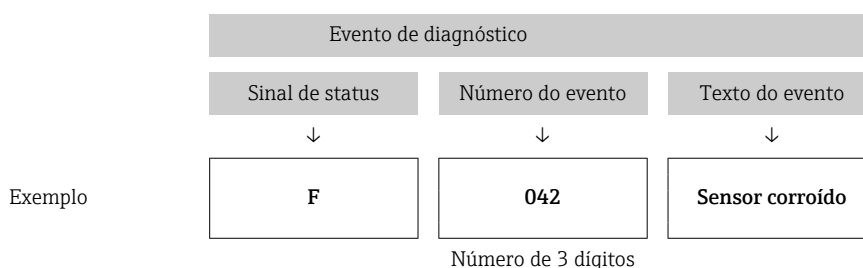 Evento de diagnóstico
Sinal de status Número do evento Texto do evento
↓ ↓ ↓
Exemplo F 042 Sensor corroído
Número de 3 dígitos